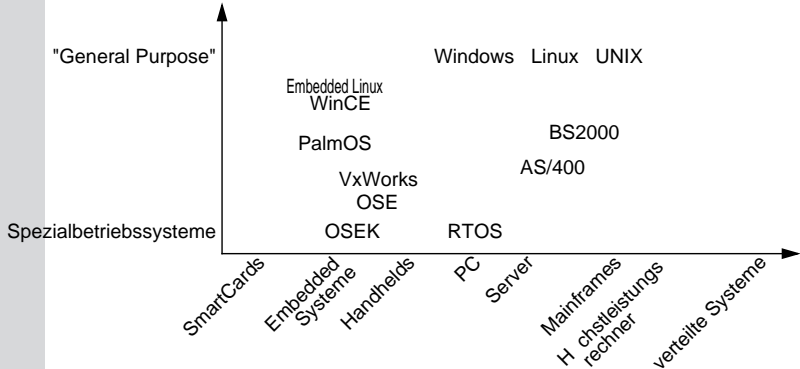 "General Purpose"
Windows Linux UNIX
Embedded Linux
WinCE
BS2000
PalmOS
AS/400
VxWorks
OSE
Spezialbetriebssysteme
OSEK
RTOS
SmartCards
Embedded
Systeme
Handhelds
PC
Server
Mainframes
H chstleistungs
rechner
verteilte Systeme